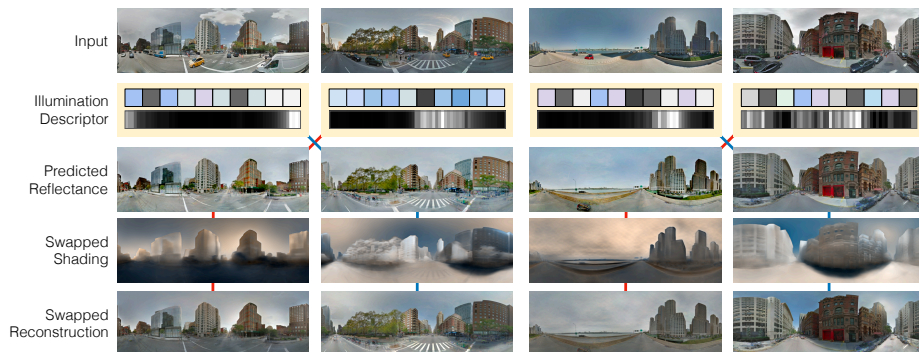 Input
Illumination
Descriptor
Predicted
Reflectance
Swapped
Shading
Swapped
Reconstruction